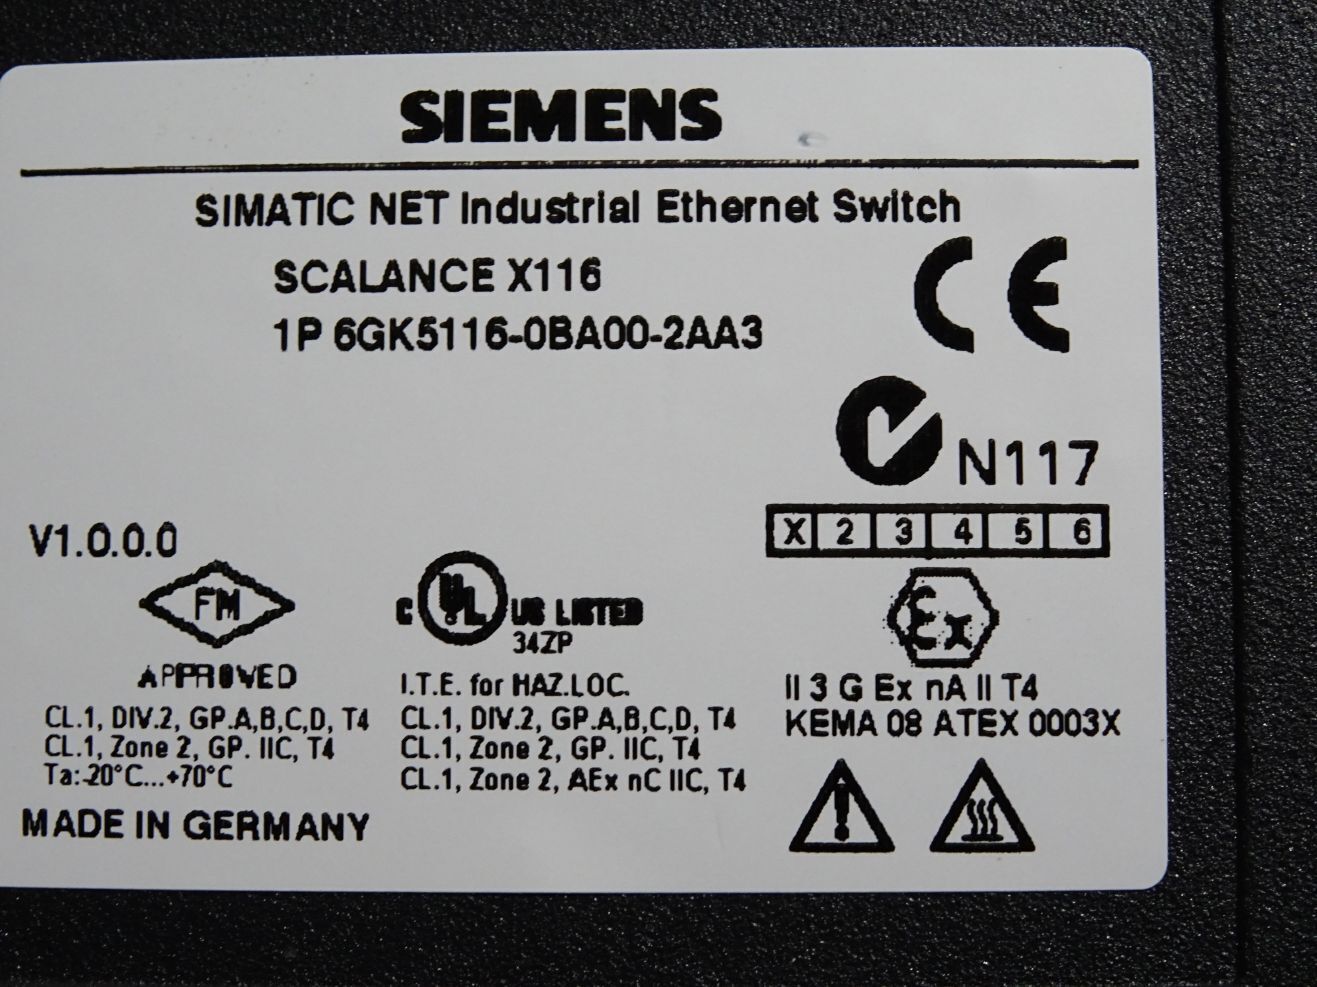 SIEMENS
SIMATIC NET Industrial Ethernet Switch
SCALANCE X116
1P 6GK5116-0BA00-2AA3
CE
N117
X 2 3 4 5 6
V1.0.0.0
FM
APPROVED
CL.1, DIV.2, GP.A,B,C,D, T4
CL.1, Zone 2, GP. IIC, T4
Ta:-20°C...+70°C
MADE IN GERMANY
C UL US LISTED
34ZP
I.T.E. for HAZ.LOC.
CL.1, DIV.2, GP.A,B,C,D, T4
CL.1, Zone 2, GP. IIC, T4
CL.1, Zone 2, AEx nC IIC, T4
Ex
II 3 G Ex nA II T4
KEMA 08 ATEX 0003X